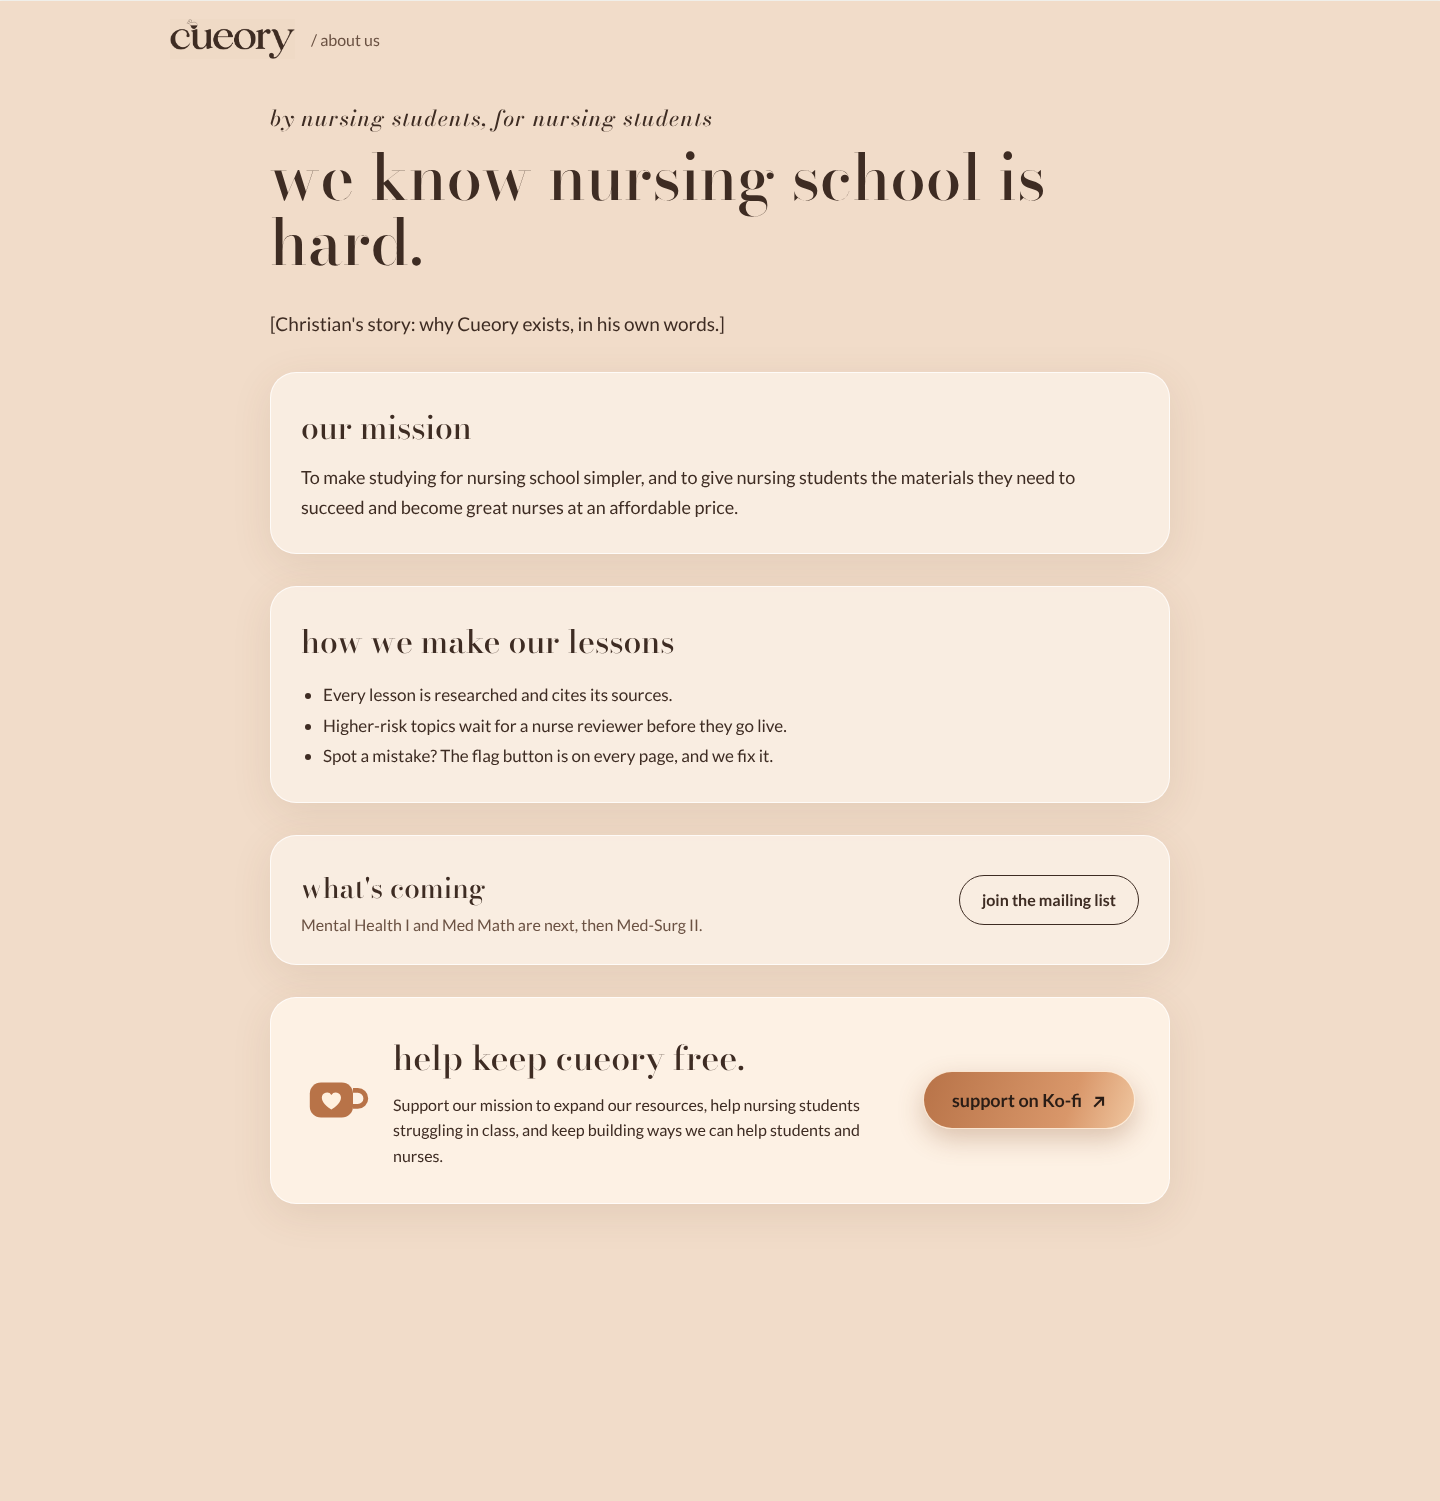 cueory / about us
by nursing students, for nursing students
we know nursing school is
hard.
[Christian's story: why Cueory exists, in his own words.]
our mission
To make studying for nursing school simpler, and to give nursing students the materials they need to
succeed and become great nurses at an affordable price.
how we make our lessons
• Every lesson is researched and cites its sources.
• Higher-risk topics wait for a nurse reviewer before they go live.
• Spot a mistake? The flag button is on every page, and we fix it.
what's coming
Mental Health I and Med Math are next, then Med-Surg II.
join the mailing list
help keep cueory free.
Support our mission to expand our resources, help nursing students
struggling in class, and keep building ways we can help students and
nurses.
support on Ko-fi ↗